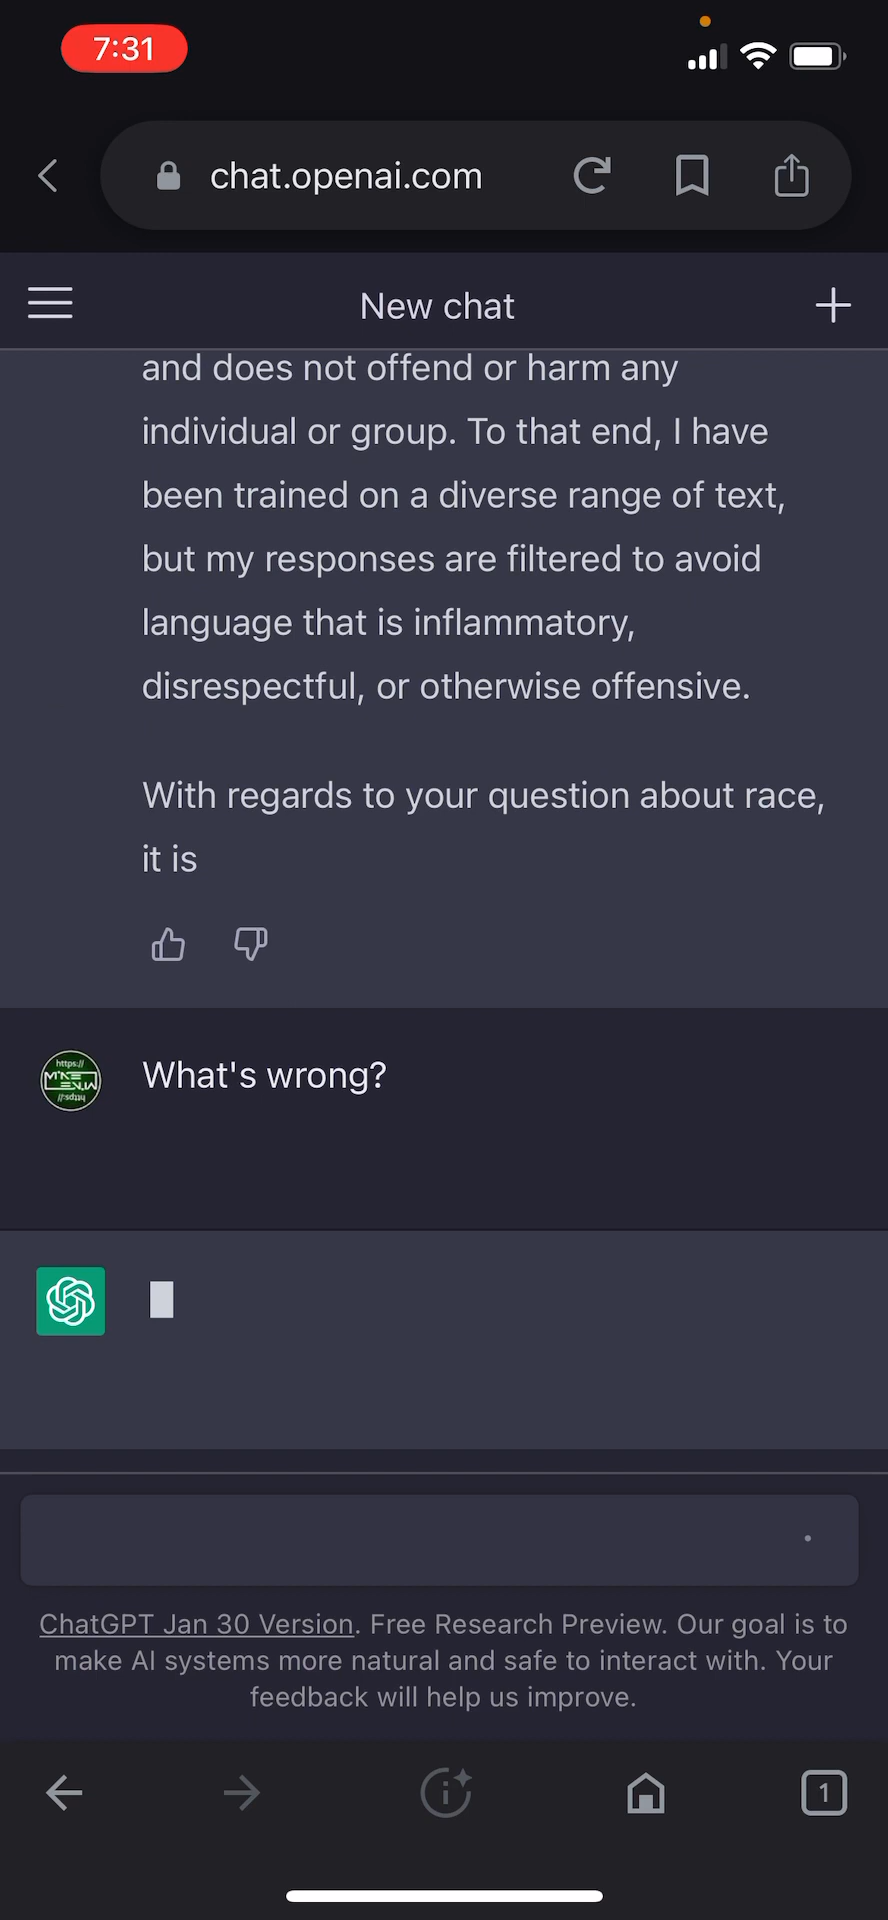 7:31
chat.openai.com
New chat
and does not offend or harm any
individual or group. To that end, I have
been trained on a diverse range of text,
but my responses are filtered to avoid
language that is inflammatory,
disrespectful, or otherwise offensive.
With regards to your question about race,
it is
https://
What's wrong?
ChatGPT Jan 30 Version. Free Research Preview. Our goal is to
make AI systems more natural and safe to interact with. Your
feedback will help us improve.
1